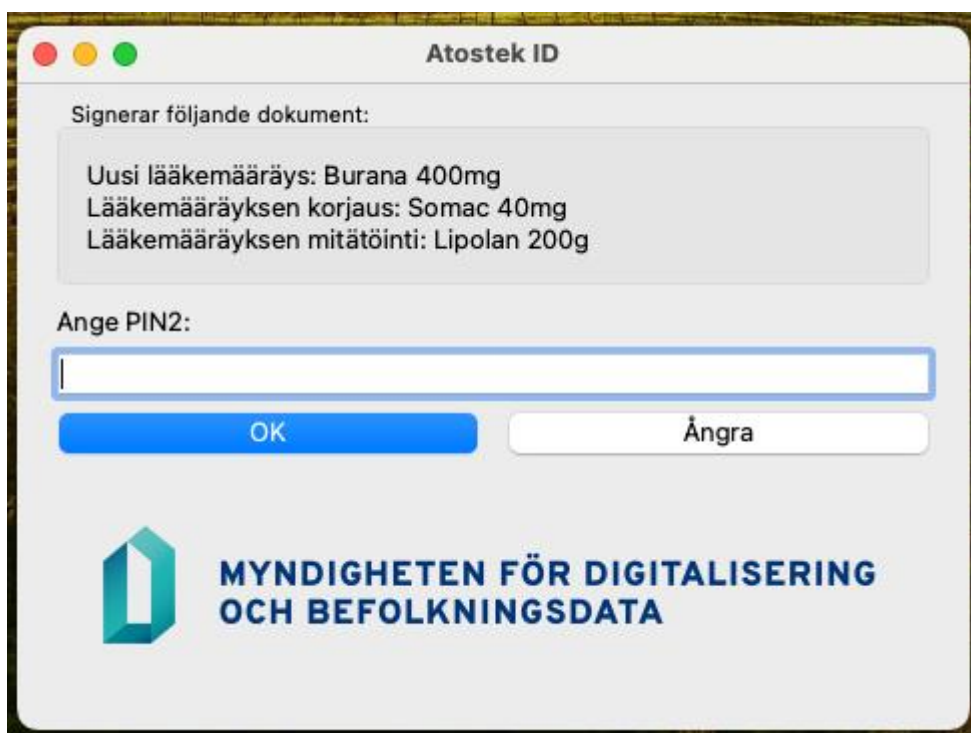 Atostek ID
Signerar följande dokument:
Uusi lääkemääräys: Burana 400mg
Lääkemääräyksen korjaus: Somac 40mg
Lääkemääräyksen mitätöinti: Lipolan 200g
Ange PIN2:
OK
Ångra
MYNDIGHETEN FÖR DIGITALISERING
OCH BEFOLKNINGSDATA